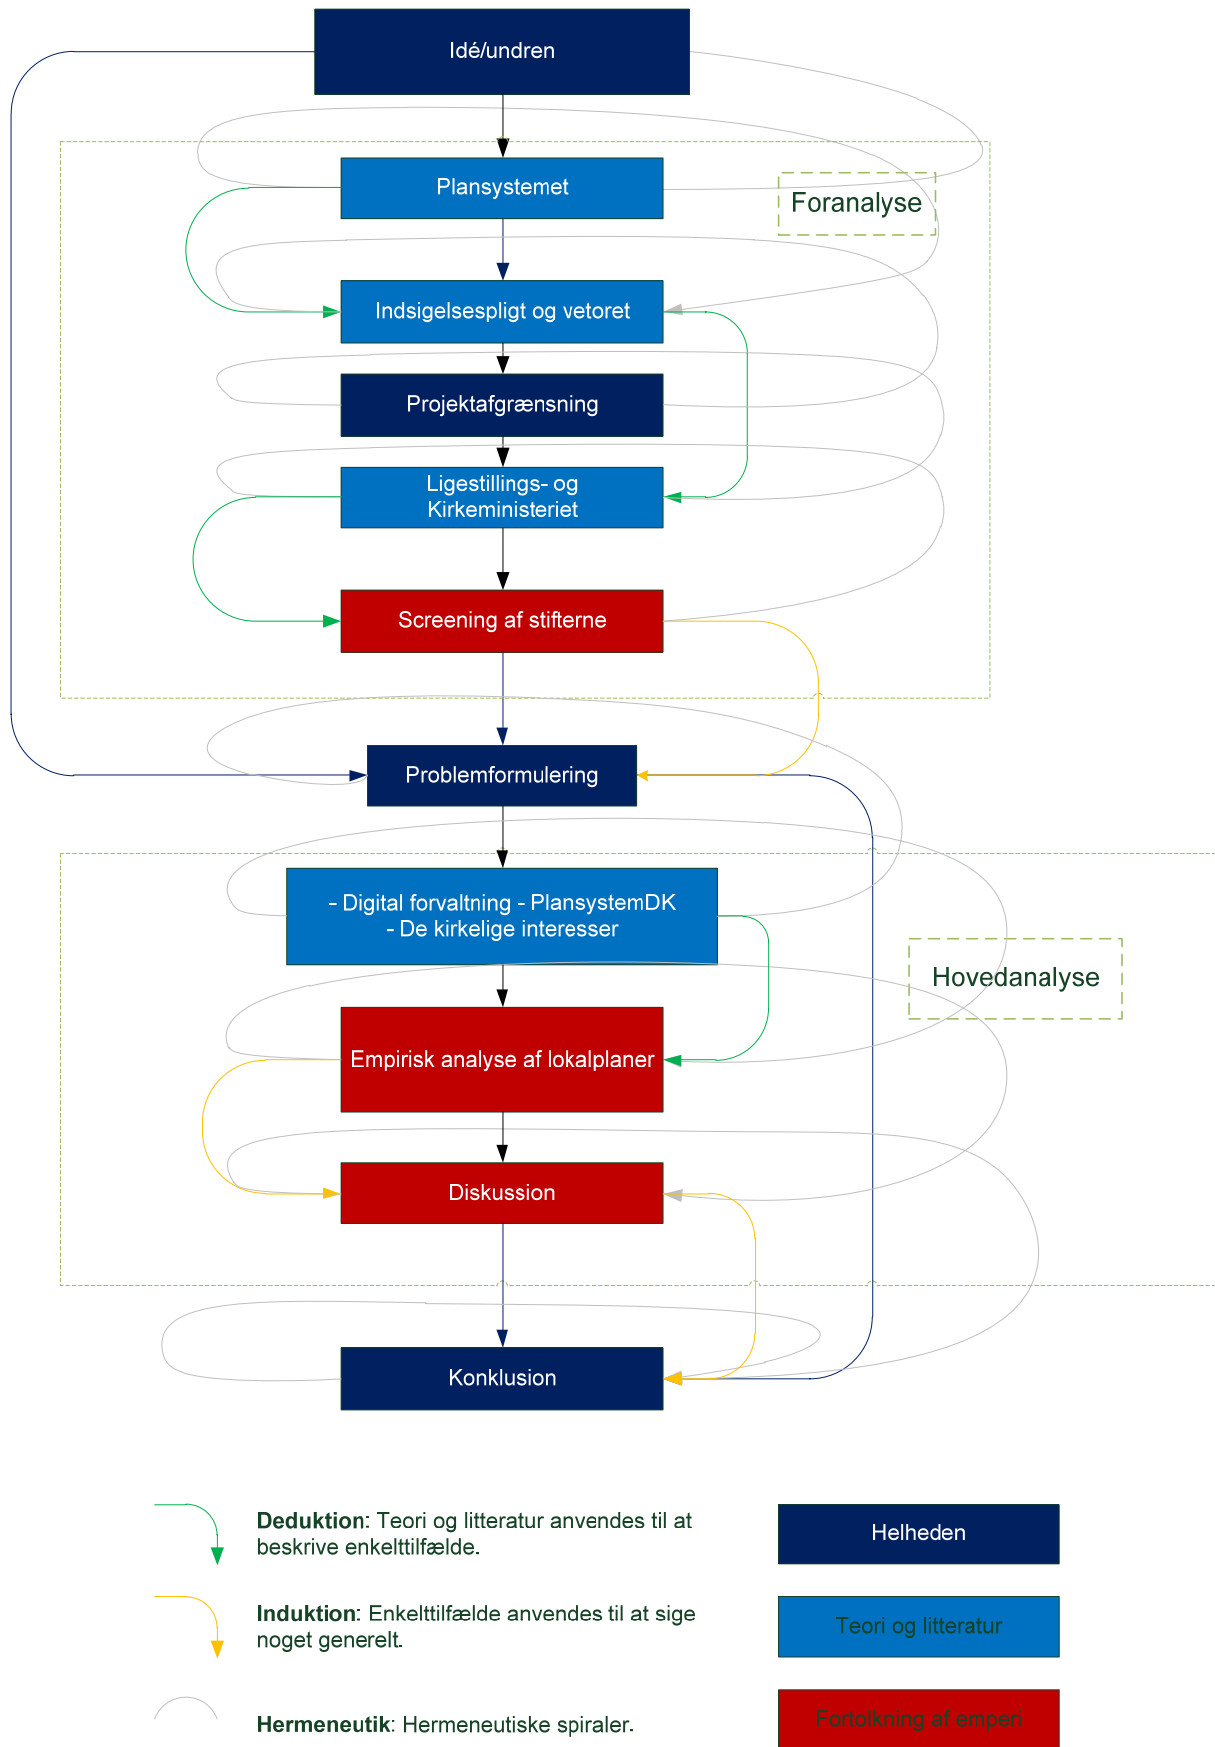 Idé/undren
Plansystemet
Foranalyse
Indsigelsespligt og vetoret
Projektafgrænsning
Ligestillings- og
Kirkeministeriet
Screening af stifterne
Problemformulering
- Digital forvaltning - PlansystemDK
- De kirkelige interesser
Hovedanalyse
Empirisk analyse af lokalplaner
Diskussion
Konklusion
Deduktion: Teori og litteratur anvendes til at
beskrive enkelttilfælde.
Helheden
Induktion: Enkelttilfælde anvendes til at sige
noget generelt.
Teori og litteratur
Hermeneutik: Hermeneutiske spiraler.
Fortolkning af emperi